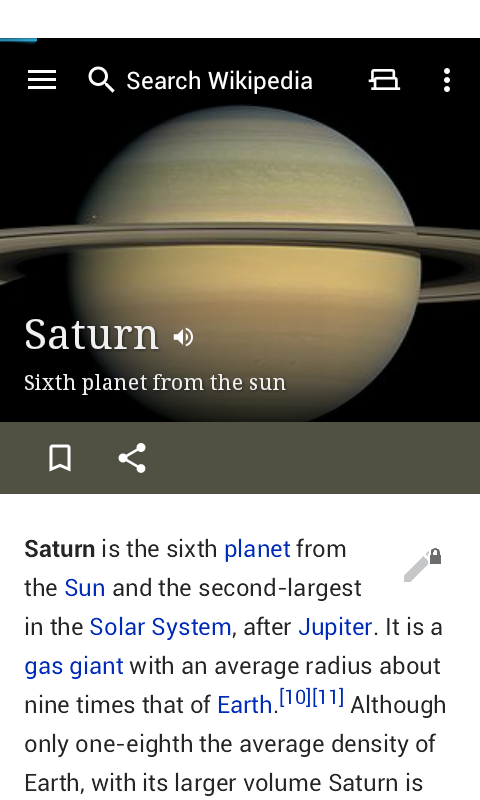 Search Wikipedia
Saturn
Sixth planet from the sun
Saturn is the sixth planet from
the Sun and the second-largest
in the Solar System, after Jupiter. It is a
gas giant with an average radius about
nine times that of Earth.[10][11] Although
only one-eighth the average density of
Earth, with its larger volume Saturn is